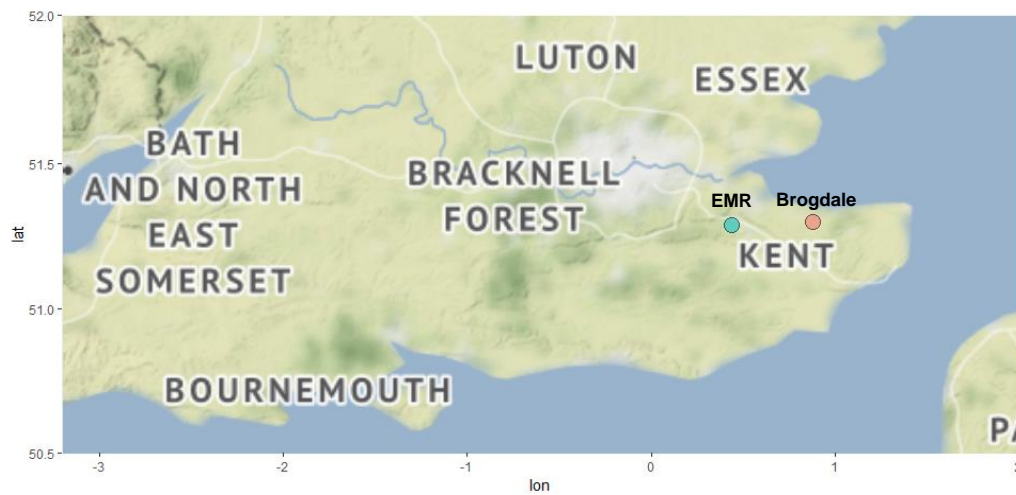 52.0
LUTON
ESSEX
BATH
AND NORTH
EAST
SOMERSET
51.5
BRACKNELL
FOREST
EMR
Brogdale
KENT
lat
51.0
BOURNEMOUTH
PA
50.5
-3
-2
-1
0
1
2
lon